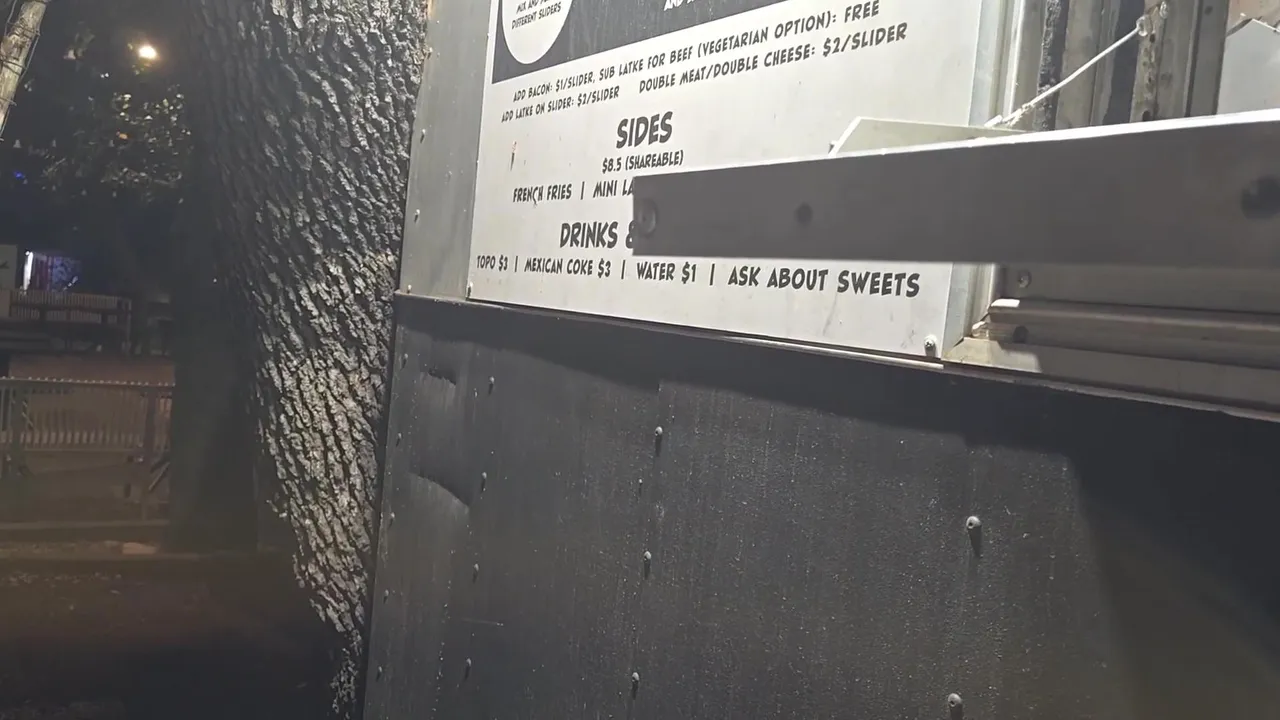 MIX AND
DIFFERENT SLIDERS
AND
ADD BACON: $1/SLIDER, SUB LATKE FOR BEEF (VEGETARIAN OPTION): FREE
ADD LATKE ON SLIDER: $2/SLIDER DOUBLE MEAT/DOUBLE CHEESE: $2/SLIDER
SIDES
$8.5 (SHAREABLE)
FRENCH FRIES | MINI
DRINKS &
TOPO $3 | MEXICAN COKE $3 | WATER $1 | ASK ABOUT SWEETS